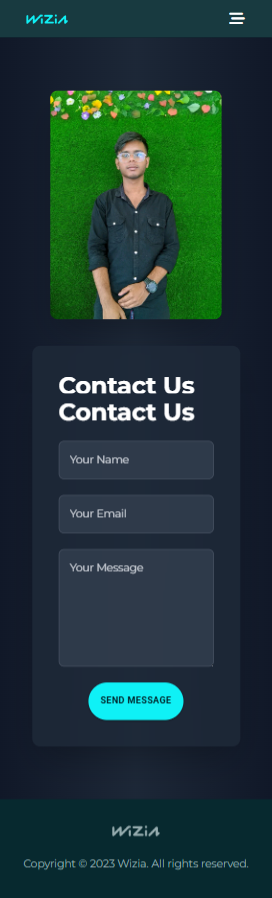 WIZIA
Contact Us
Contact Us
Your Name
Your Email
Your Message
SEND MESSAGE
WIZIA
Copyright © 2023 Wizia. All rights reserved.